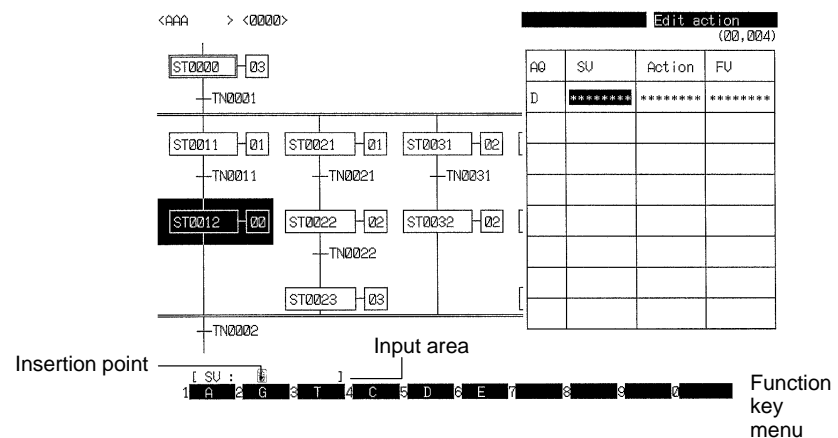 <AAA > <0000>
Edit action
(00,004)
ST0000 03
TN0001
AQ SV Action FV
D ******** ******** ********
ST0011 01 ST0021 01 ST0031 02
TN0011 TN0021 TN0031
ST0012 00 ST0022 02 ST0032 02
TN0022
ST0023 03
TN0002
Insertion point
Input area
[ SV : ]
1 A 2 G 3 T 4 C 5 D 6 E 7 8 9 0
Function
key
menu